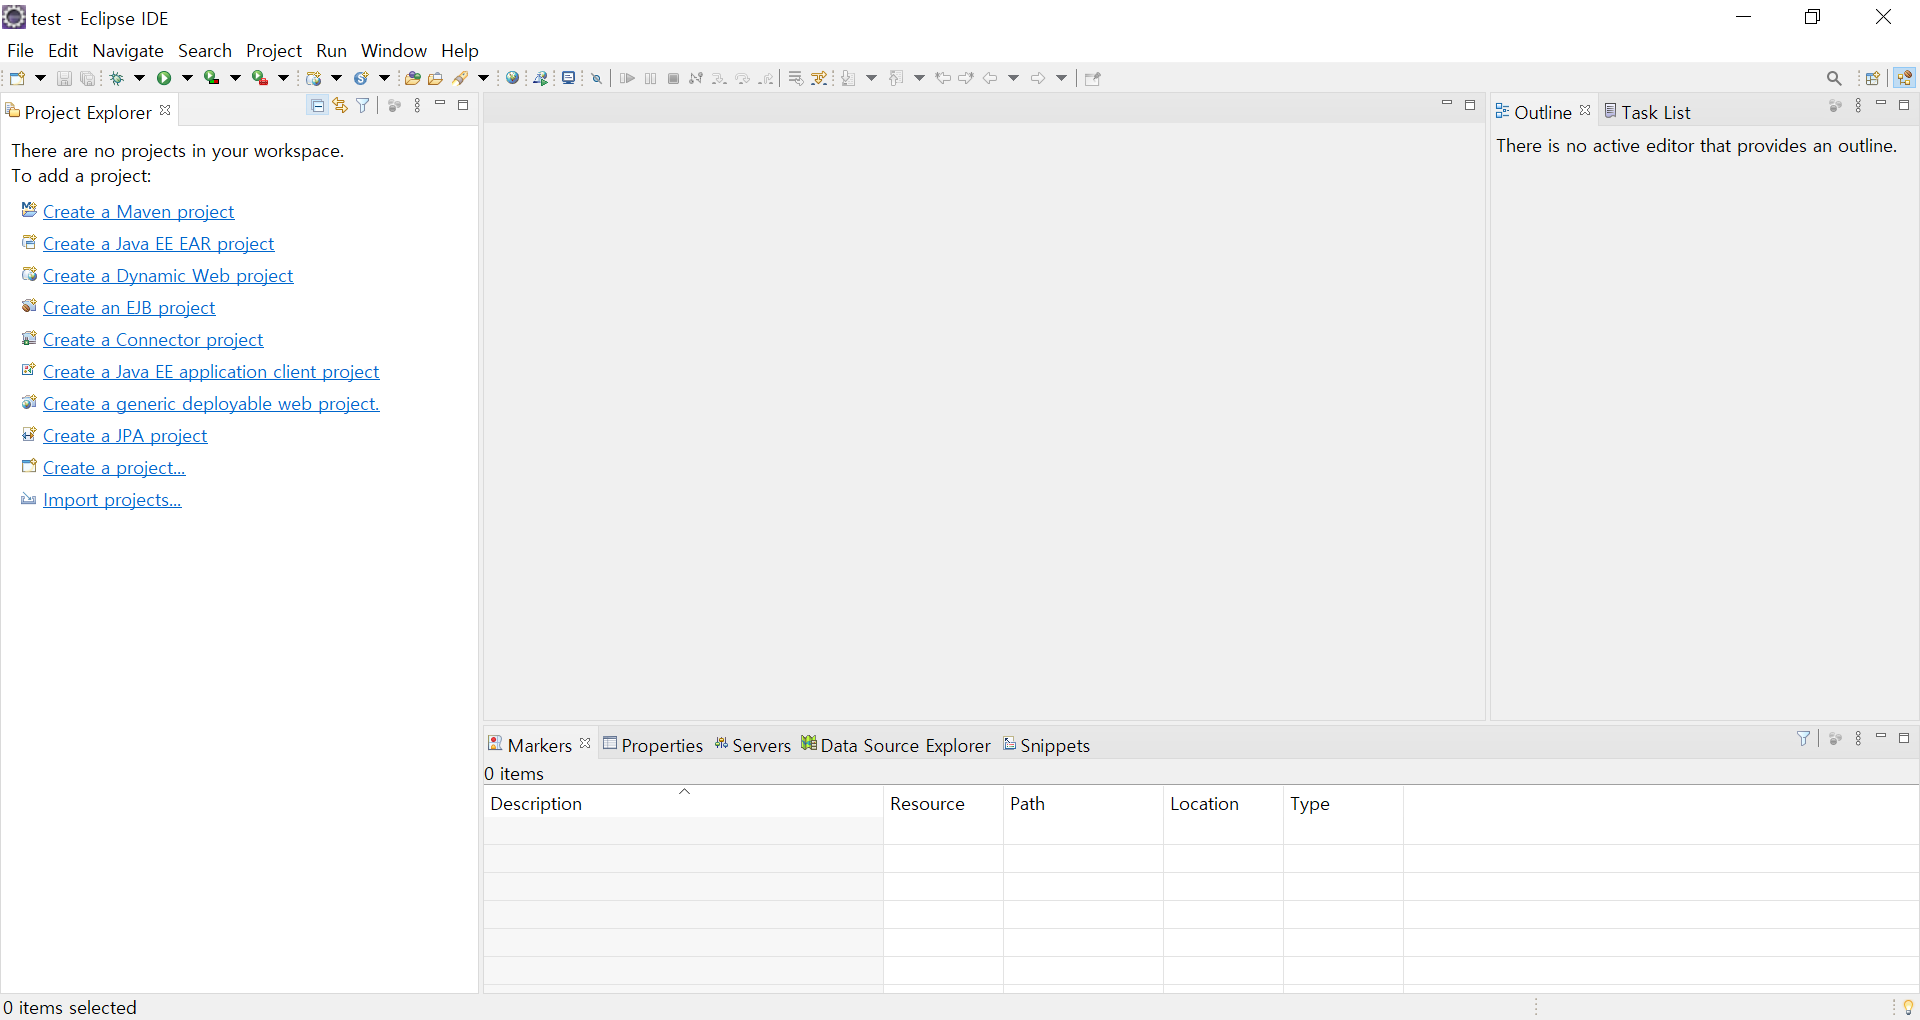 test - Eclipse IDE
File Edit Navigate Search Project Run Window Help
Project Explorer
There are no projects in your workspace.
To add a project:
Create a Maven project
Create a Java EE EAR project
Create a Dynamic Web project
Create an EJB project
Create a Connector project
Create a Java EE application client project
Create a generic deployable web project.
Create a JPA project
Create a project...
Import projects...
Outline Task List
There is no active editor that provides an outline.
Markers Properties Servers Data Source Explorer Snippets
0 items
Description Resource Path Location Type
0 items selected